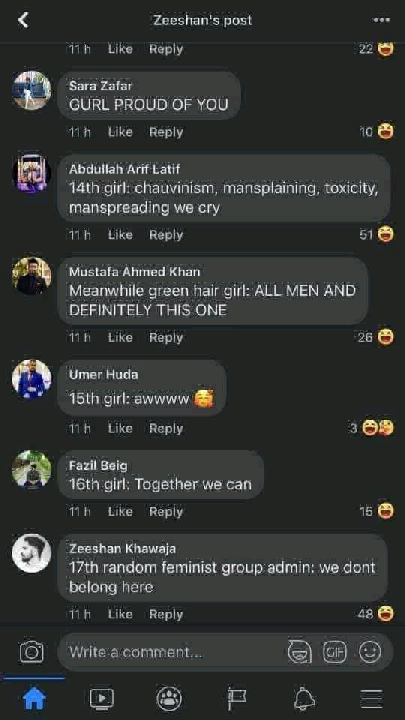 Zeeshan's post
11 h Like Reply 22
Sara Zafar
GURL PROUD OF YOU
11 h Like Reply 10
Abdullah Arif Latif
14th girl: chauvinism, mansplaining, toxicity,
manspreading we cry
11 h Like Reply 51
Mustafa Ahmed Khan
Meanwhile green hair girl: ALL MEN AND
DEFINITELY THIS ONE
11 h Like Reply 26
Umer Huda
15th girl: awwww 🥰
11 h Like Reply 3
Fazil Beig
16th girl: Together we can
11 h Like Reply 15
Zeeshan Khawaja
17th random feminist group admin: we dont
belong here
11 h Like Reply 48
Write a comment...
GIF